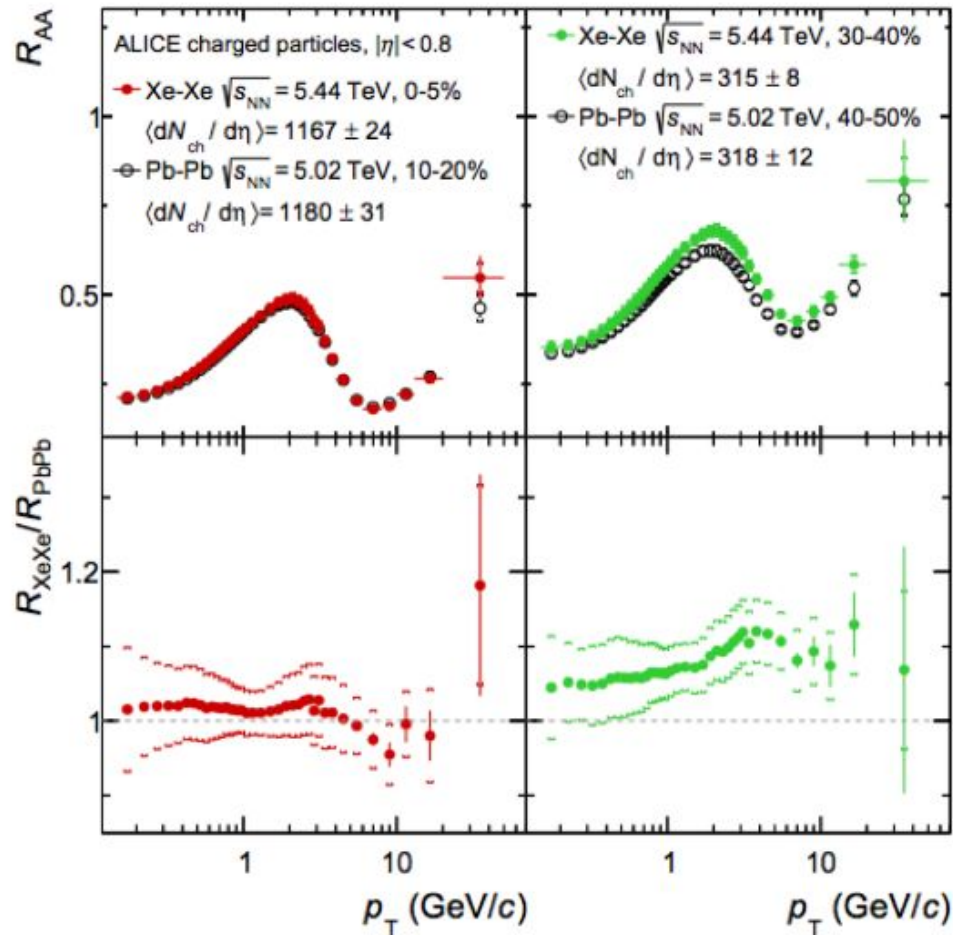 R_AA
ALICE charged particles, |η| < 0.8
Xe-Xe √s_NN = 5.44 TeV, 0-5%
⟨dN_ch / dη⟩ = 1167 ± 24
Pb-Pb √s_NN = 5.02 TeV, 10-20%
⟨dN_ch / dη⟩ = 1180 ± 31
Xe-Xe √s_NN = 5.44 TeV, 30-40%
⟨dN_ch / dη⟩ = 315 ± 8
Pb-Pb √s_NN = 5.02 TeV, 40-50%
⟨dN_ch / dη⟩ = 318 ± 12
1
0.5
R_XeXe/R_PbPb
1.2
1
1 10
1 10
p_T (GeV/c)
p_T (GeV/c)